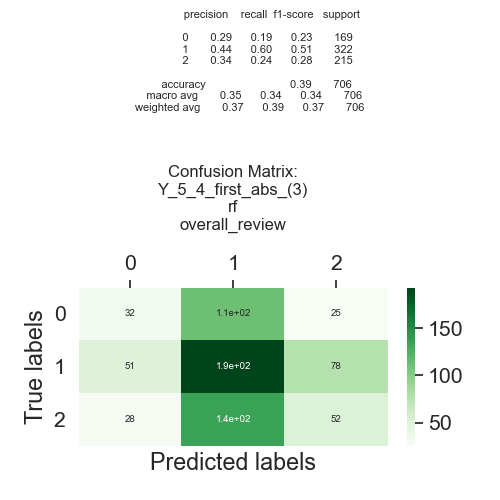 precision recall f1-score support
0 0.29 0.19 0.23 169
1 0.44 0.60 0.51 322
2 0.34 0.24 0.28 215
accuracy 0.39 706
macro avg 0.35 0.34 0.34 706
weighted avg 0.37 0.39 0.37 706
Confusion Matrix:
Y_5_4_first_abs_(3)
rf
overall_review
0 1 2
0 32 1.1e+02 25
1 51 1.9e+02 78
2 28 1.4e+02 52
True labels
Predicted labels
150
100
50